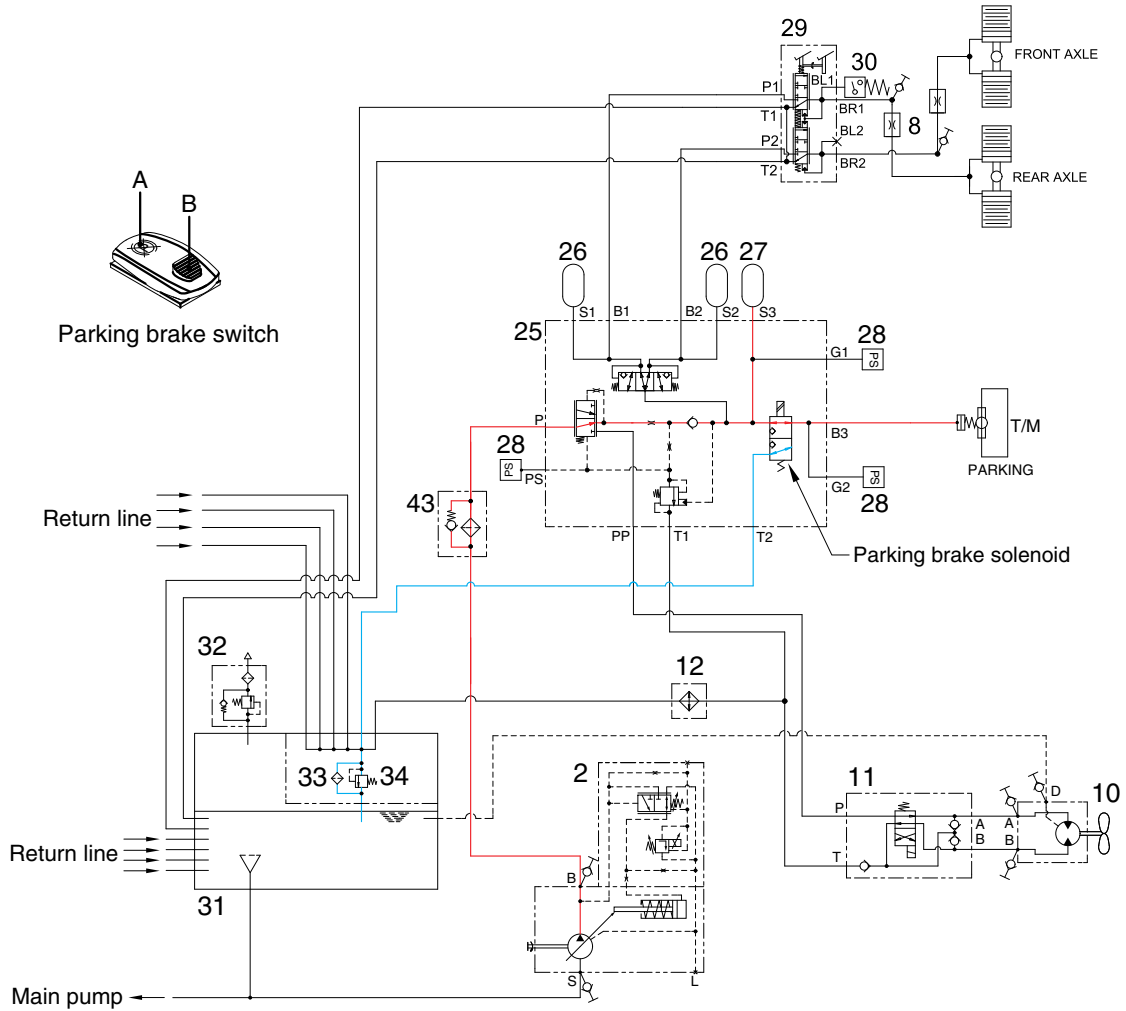 29
30
BL1
P1
T1
BR1
8
P2
BL2
T2
BR2
FRONT AXLE
REAR AXLE
A
B
Parking brake switch
26
26
27
S1
B1
B2
S2
S3
25
G1
28
PS
P
B3
T/M
PARKING
28
PS
PS
G2
PS
28
43
Return line
PP
T1
T2
Parking brake solenoid
32
12
33
34
2
11
D
10
P
A
A
B
B
T
Return line
31
B
S
L
Main pump